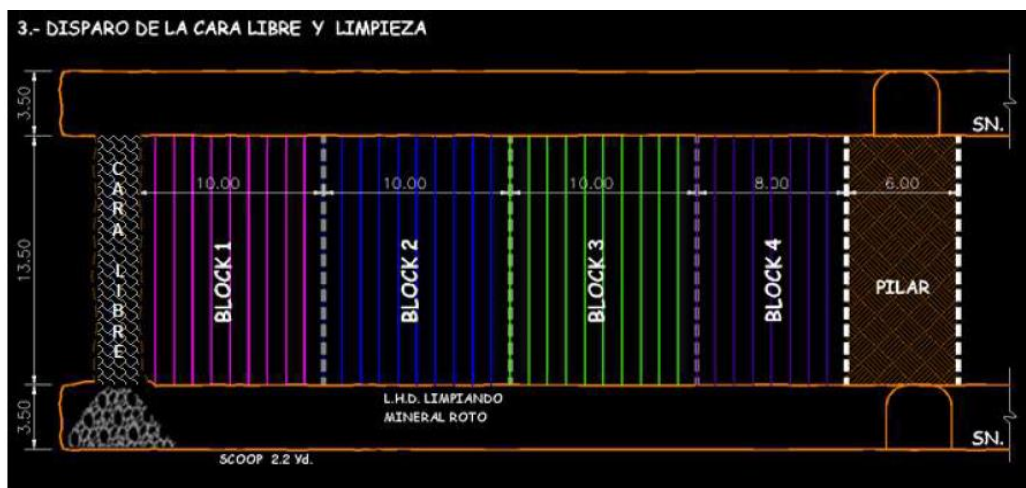 3.- DISPARO DE LA CARA LIBRE Y LIMPIEZA
3.50
SN.
CARA LIBRE
10.00
10.00
10.00
8.00
6.00
13.50
BLOCK 1
BLOCK 2
BLOCK 3
BLOCK 4
PILAR
L.H.D. LIMPIANDO
MINERAL ROTO
3.50
SN.
SCOOP 2.2 Yd.